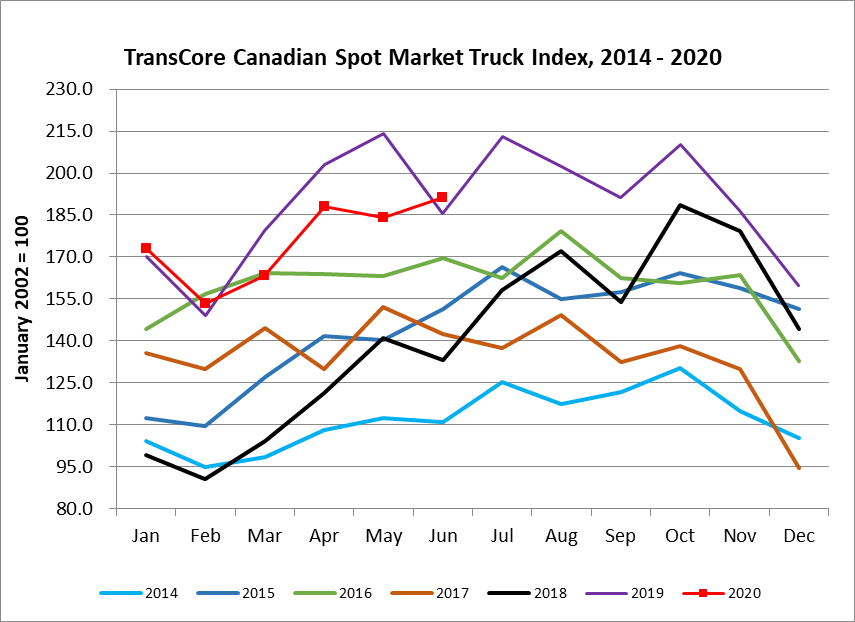 TransCore Canadian Spot Market Truck Index, 2014 - 2020
230.0
215.0
200.0
185.0
170.0
155.0
140.0
125.0
110.0
95.0
80.0
January 2002 = 100
Jan Feb Mar Apr May Jun Jul Aug Sep Oct Nov Dec
2014 2015 2016 2017 2018 2019 2020